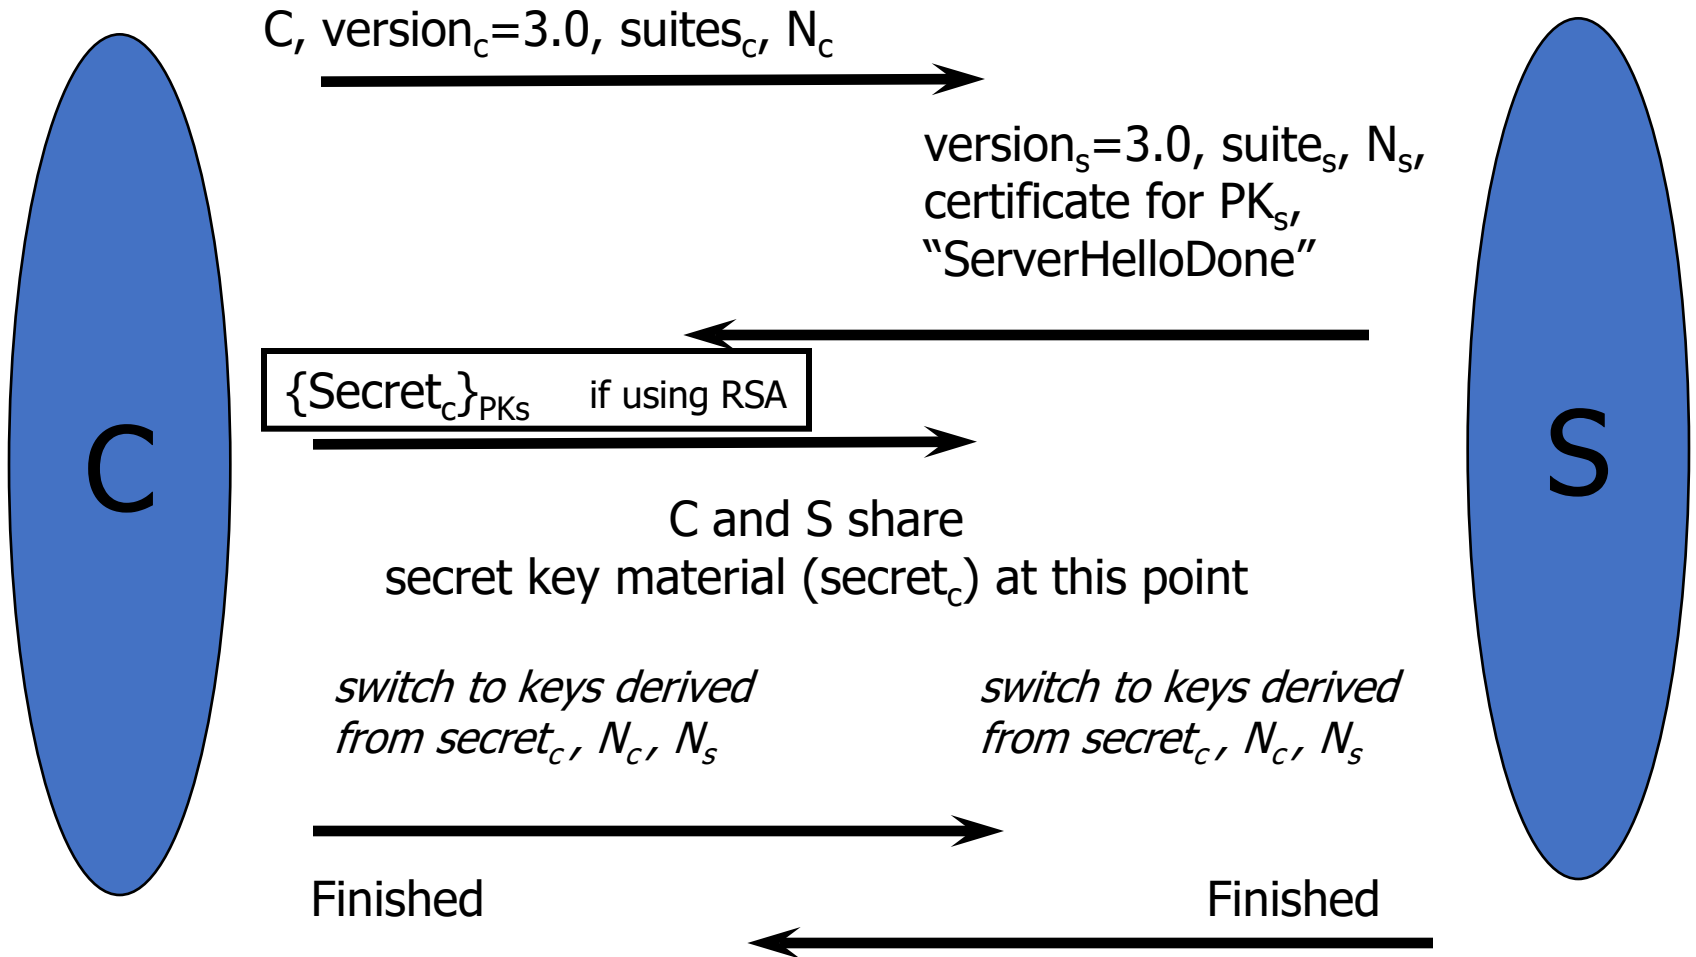 C, version_c=3.0, suites_c, N_c
version_s=3.0, suite_s, N_s,
certificate for PK_s,
“ServerHelloDone”
{Secret_c}_PKs if using RSA
C
S
C and S share
secret key material (secret_c) at this point
switch to keys derived
from secret_c, N_c, N_s
switch to keys derived
from secret_c, N_c, N_s
Finished
Finished